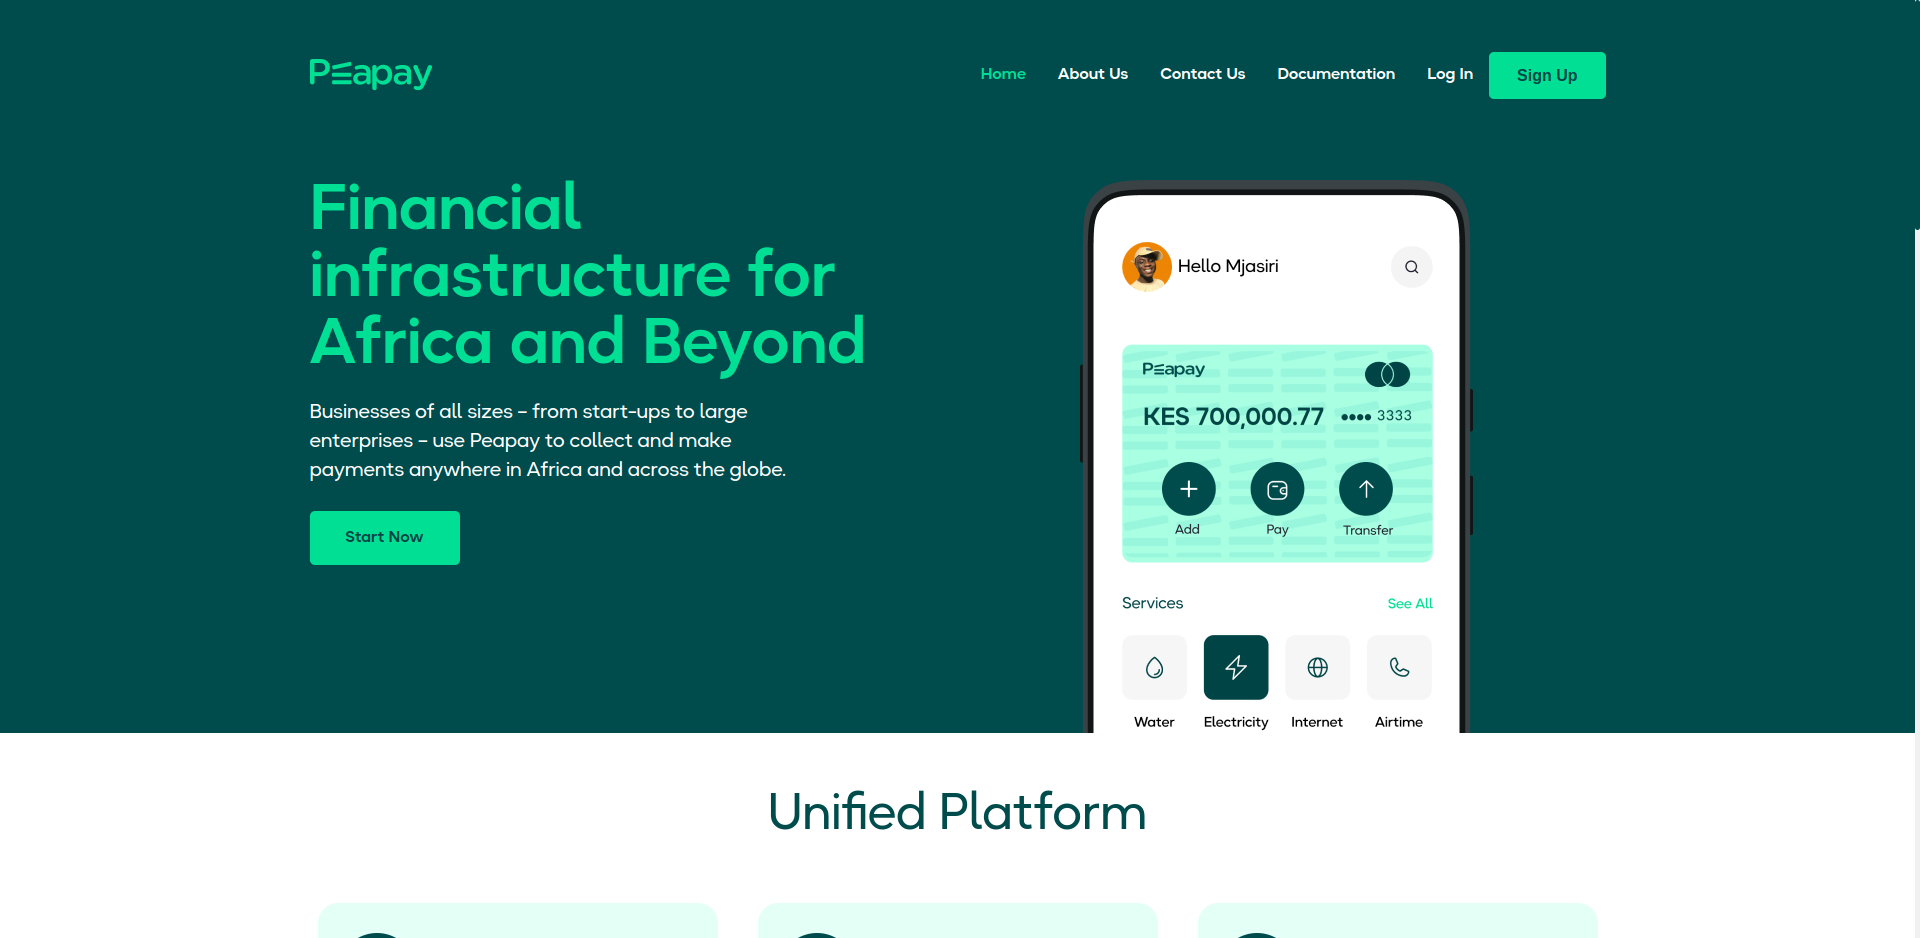 Peapay
Home
About Us
Contact Us
Documentation
Log In
Sign Up
Financial
infrastructure for
Africa and Beyond
Businesses of all sizes – from start-ups to large
enterprises – use Peapay to collect and make
payments anywhere in Africa and across the globe.
Start Now
Hello Mjasiri
Peapay
KES 700,000.77
•••• 3333
Add
Pay
Transfer
Services
See All
Water
Electricity
Internet
Airtime
Unified Platform